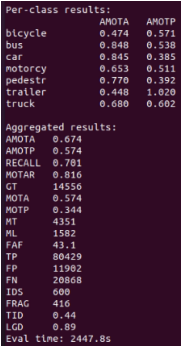 Per-class results:
AMOTA AMOTP
bicycle 0.474 0.571
bus 0.848 0.538
car 0.845 0.385
motorcy 0.653 0.511
pedestr 0.770 0.392
trailer 0.448 1.020
truck 0.680 0.602
Aggregated results:
AMOTA 0.674
AMOTP 0.574
RECALL 0.701
MOTAR 0.816
GT 14556
MOTA 0.574
MOTP 0.344
MT 4351
ML 1582
FAF 43.1
TP 80429
FP 11902
FN 20868
IDS 600
FRAG 416
TID 0.44
LGD 0.89
Eval time: 2447.8s